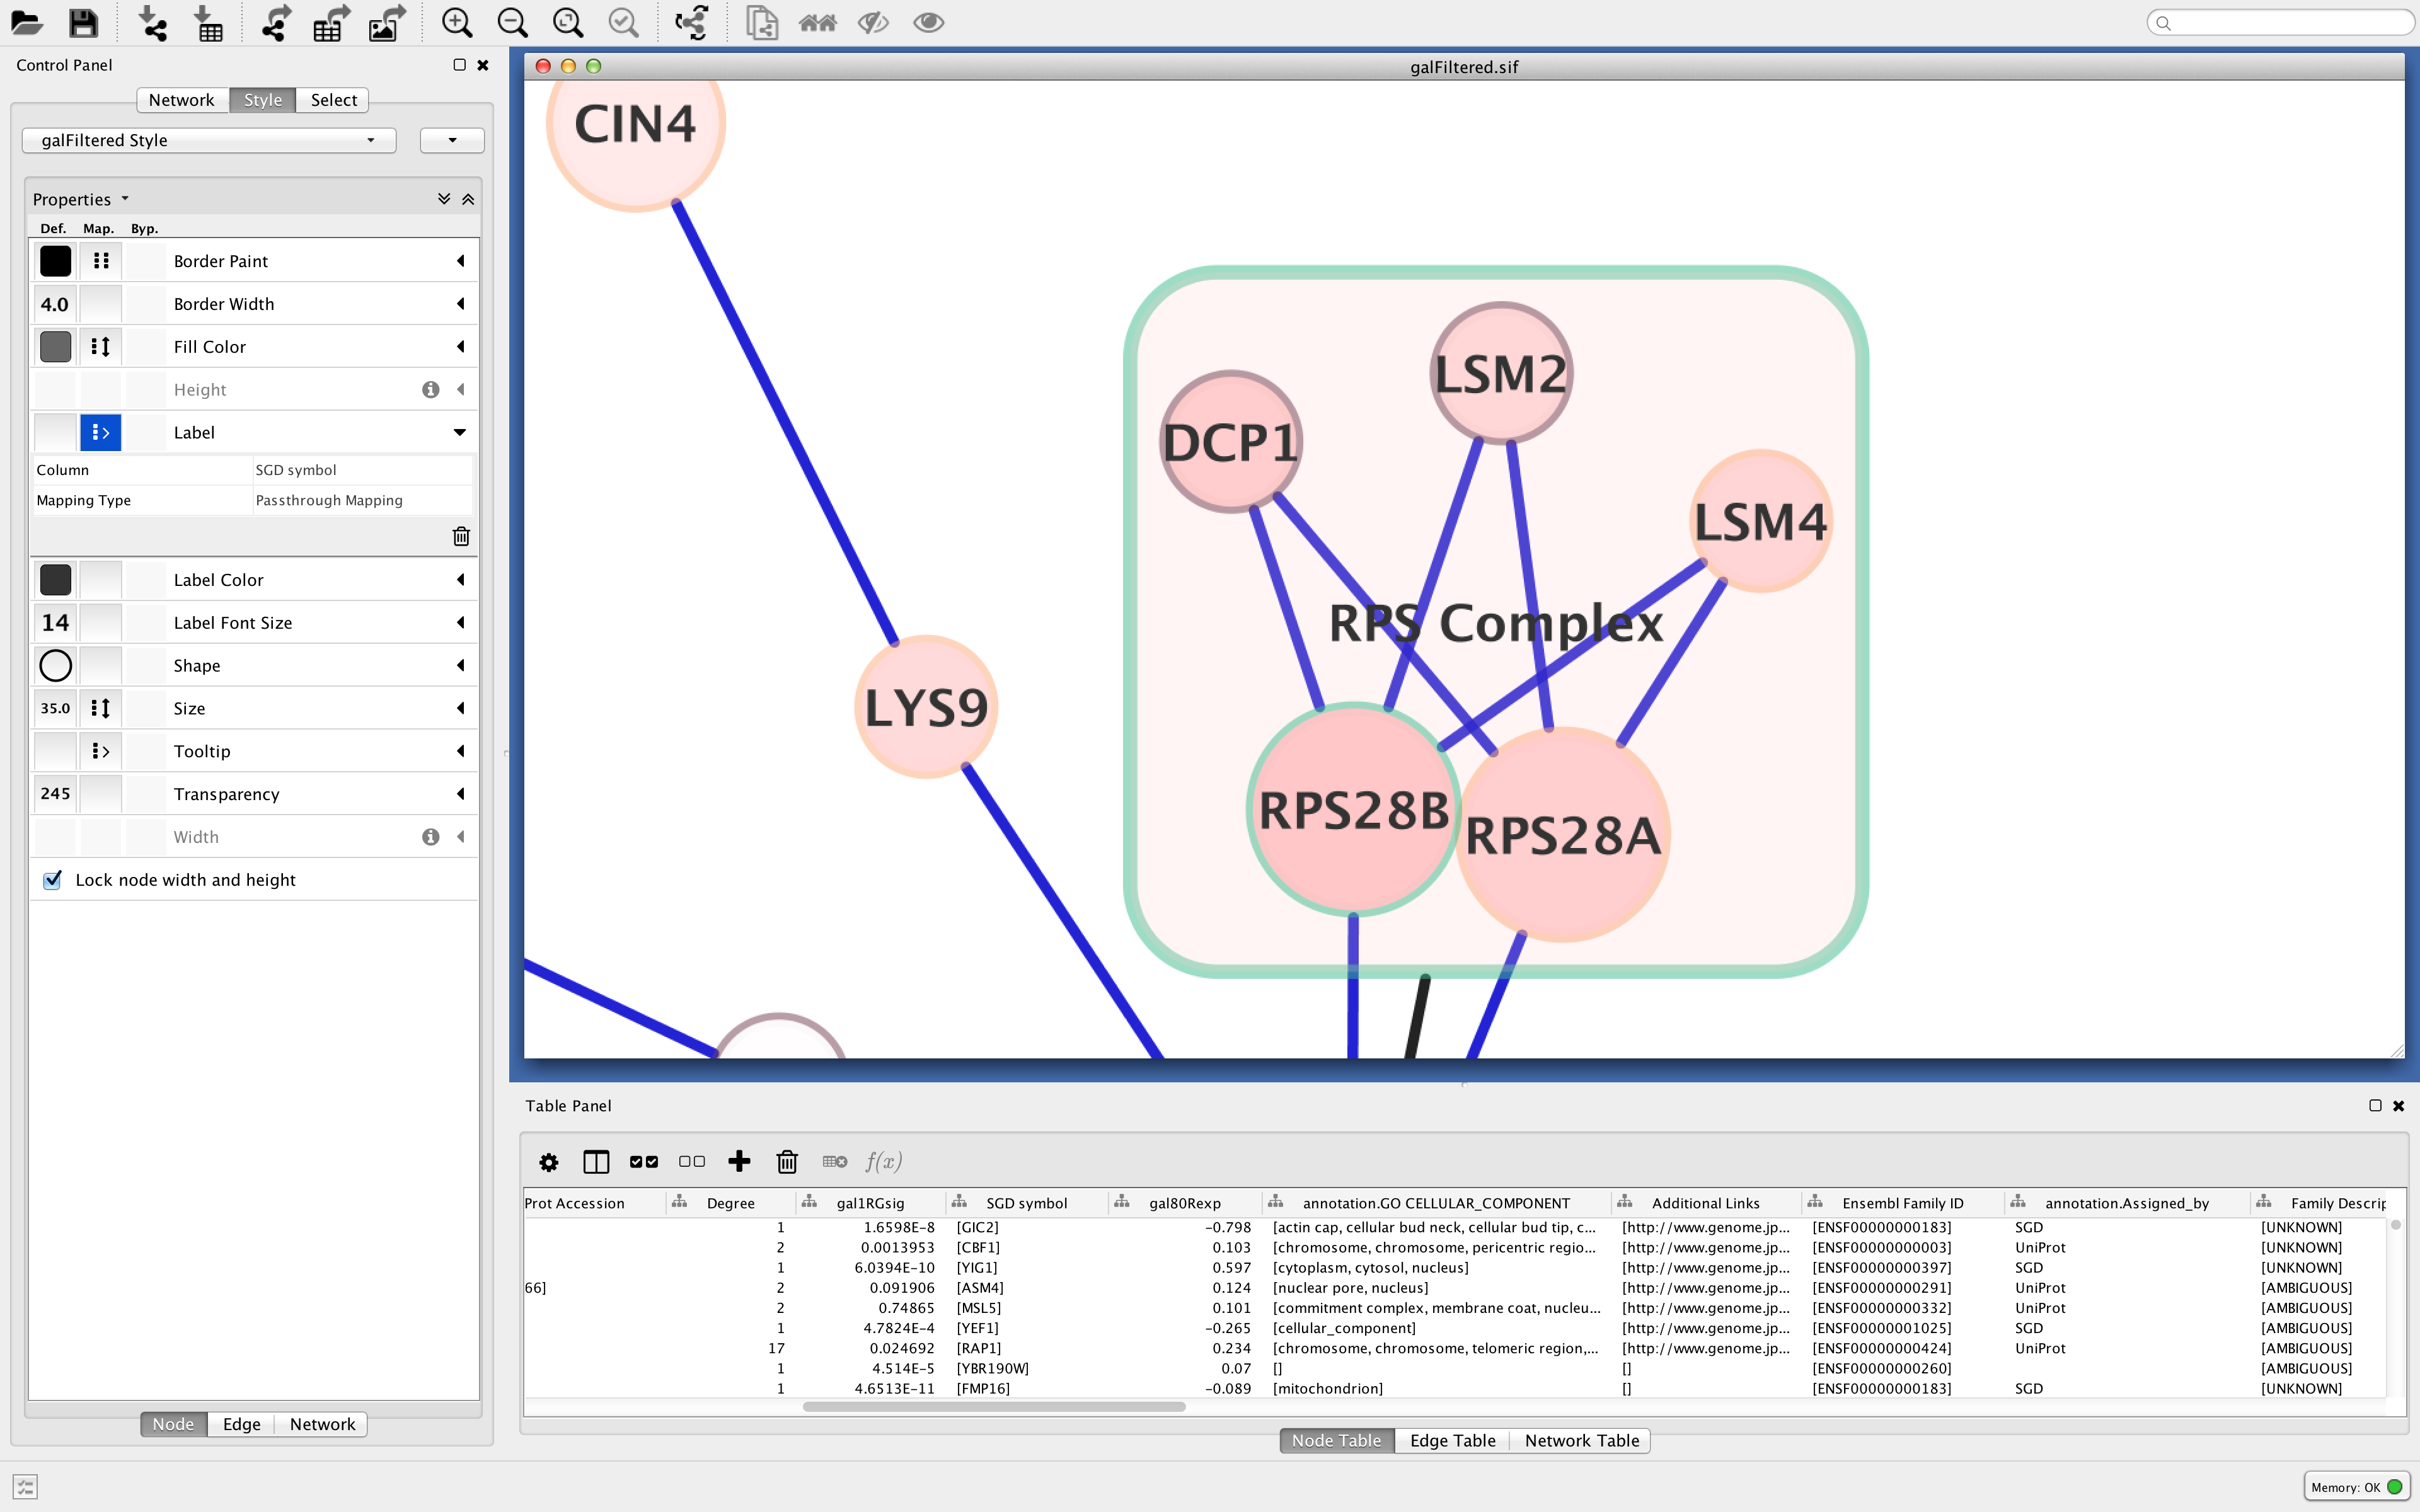 Control Panel
Network Style Select
galFiltered Style
Properties
Def. Map. Byp.
Border Paint
4.0 Border Width
Fill Color
Height
Label
Column SGD symbol
Mapping Type Passthrough Mapping
Label Color
14 Label Font Size
Shape
35.0 Size
Tooltip
245 Transparency
Width
Lock node width and height
Node Edge Network
galFiltered.sif
CIN4
LSM2
DCP1
LSM4
RPS Complex
LYS9
RPS28B
RPS28A
Table Panel
f(x)
Prot Accession Degree gal1RGsig SGD symbol gal80Rexp annotation.GO CELLULAR_COMPONENT Additional Links Ensembl Family ID annotation.Assigned_by Family Descrip
1 1.6598E-8 [GIC2] -0.798 [actin cap, cellular bud neck, cellular bud tip, c... [http://www.genome.jp... [ENSF00000000183] SGD [UNKNOWN]
2 0.0013953 [CBF1] 0.103 [chromosome, chromosome, pericentric regio... [http://www.genome.jp... [ENSF00000000003] UniProt [UNKNOWN]
1 6.0394E-10 [YIG1] 0.597 [cytoplasm, cytosol, nucleus] [http://www.genome.jp... [ENSF00000000397] SGD [UNKNOWN]
66] 2 0.091906 [ASM4] 0.124 [nuclear pore, nucleus] [http://www.genome.jp... [ENSF00000000291] UniProt [AMBIGUOUS]
2 0.74865 [MSL5] 0.101 [commitment complex, membrane coat, nucleu... [http://www.genome.jp... [ENSF00000000332] UniProt [AMBIGUOUS]
1 4.7824E-4 [YEF1] -0.265 [cellular_component] [http://www.genome.jp... [ENSF00000001025] SGD [AMBIGUOUS]
17 0.024692 [RAP1] 0.234 [chromosome, chromosome, telomeric region,... [http://www.genome.jp... [ENSF00000000424] UniProt [AMBIGUOUS]
1 4.514E-5 [YBR190W] 0.07 [] [] [ENSF00000000260] [AMBIGUOUS]
1 4.6513E-11 [FMP16] -0.089 [mitochondrion] [] [ENSF00000000183] SGD [UNKNOWN]
Node Table Edge Table Network Table
Memory: OK